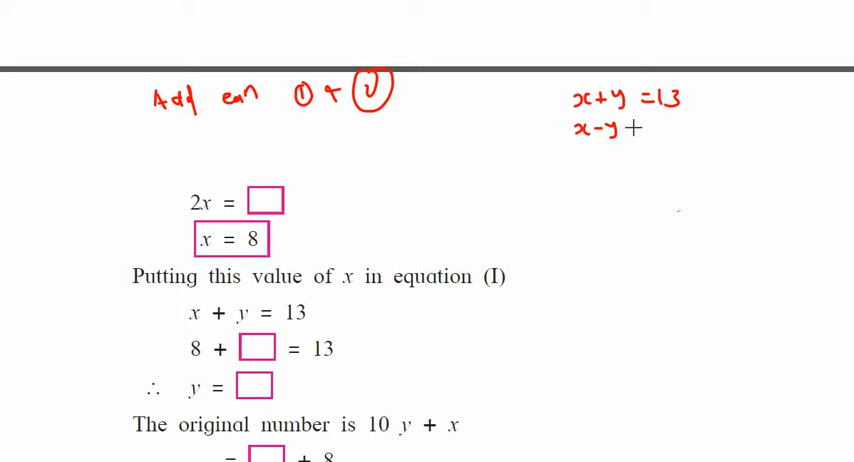 Add eqn ① + Ⓥ
x+y =13
x-y
2x =
x = 8
Putting this value of x in equation (I)
x + y = 13
8 + = 13
∴ y =
The original number is 10 y + x
= + 8